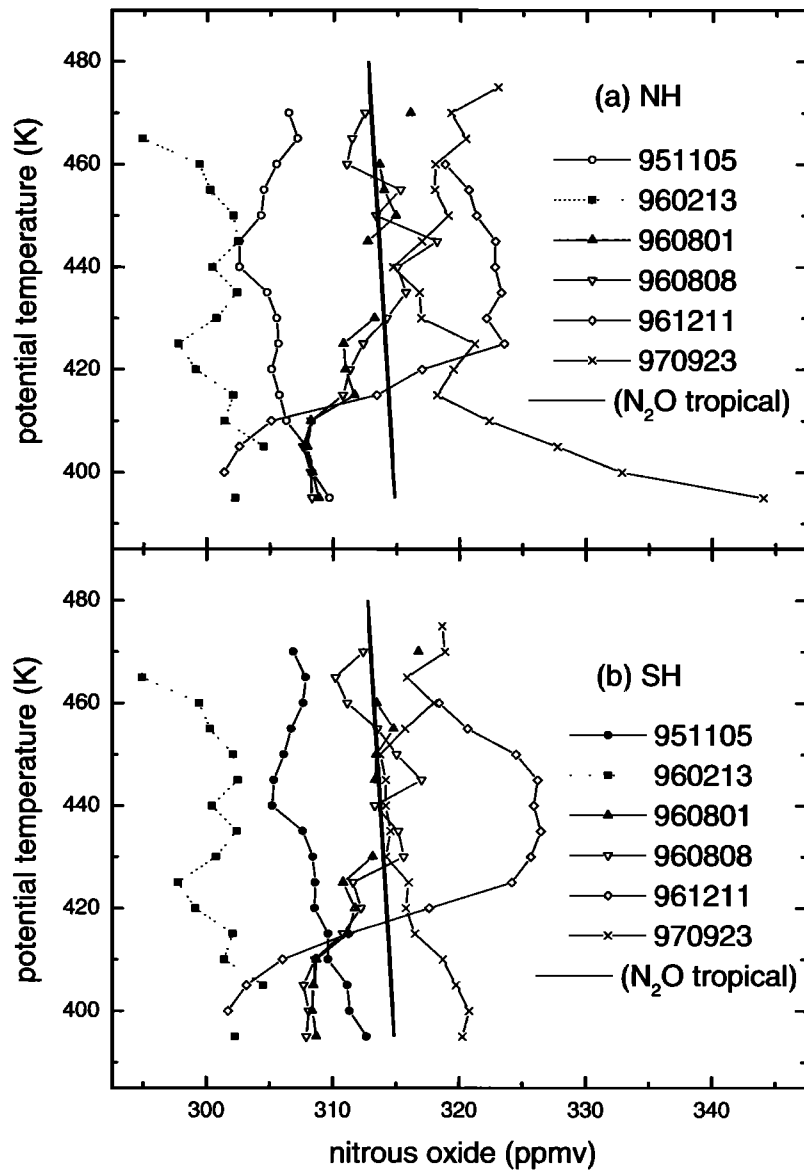 480
460
440
420
400
potential temperature (K)
(a) NH
951105
960213
960801
960808
961211
970923
(N₂O tropical)
480
460
440
420
400
potential temperature (K)
(b) SH
951105
960213
960801
960808
961211
970923
(N₂O tropical)
300 310 320 330 340
nitrous oxide (ppmv)